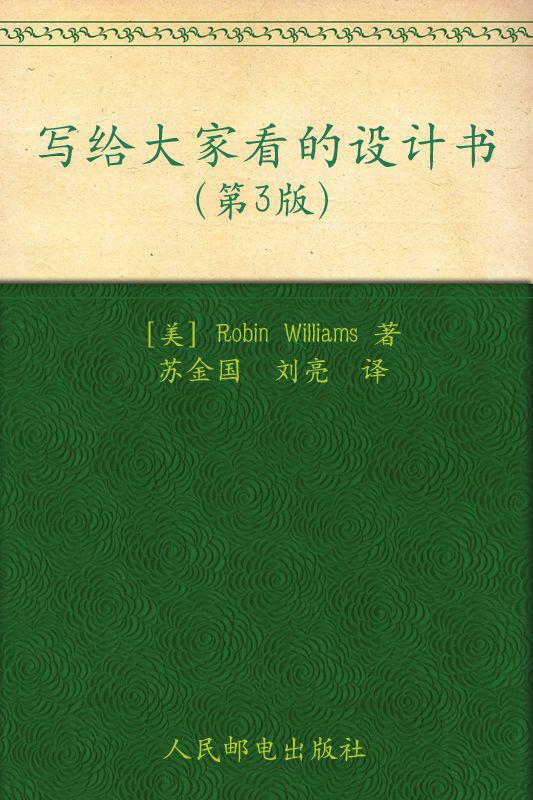 写给大家看的设计书
（第3版）
[美] Robin Williams 著
苏金国 刘亮 译
人民邮电出版社